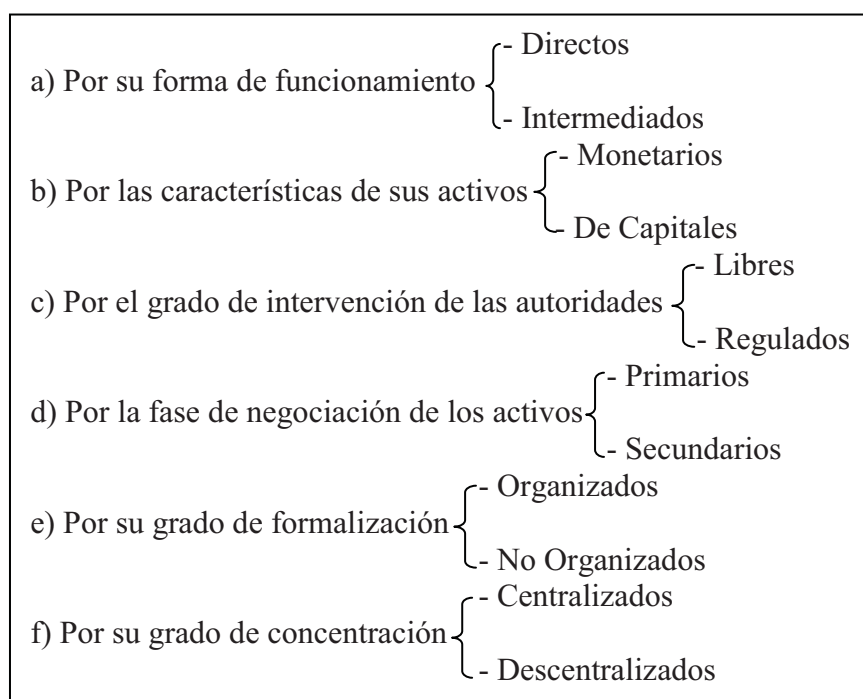 - Directos
a) Por su forma de funcionamiento
- Intermediados
- Monetarios
b) Por las características de sus activos
- De Capitales
- Libres
c) Por el grado de intervención de las autoridades
- Regulados
- Primarios
d) Por la fase de negociación de los activos
- Secundarios
- Organizados
e) Por su grado de formalización
- No Organizados
- Centralizados
f) Por su grado de concentración
- Descentralizados